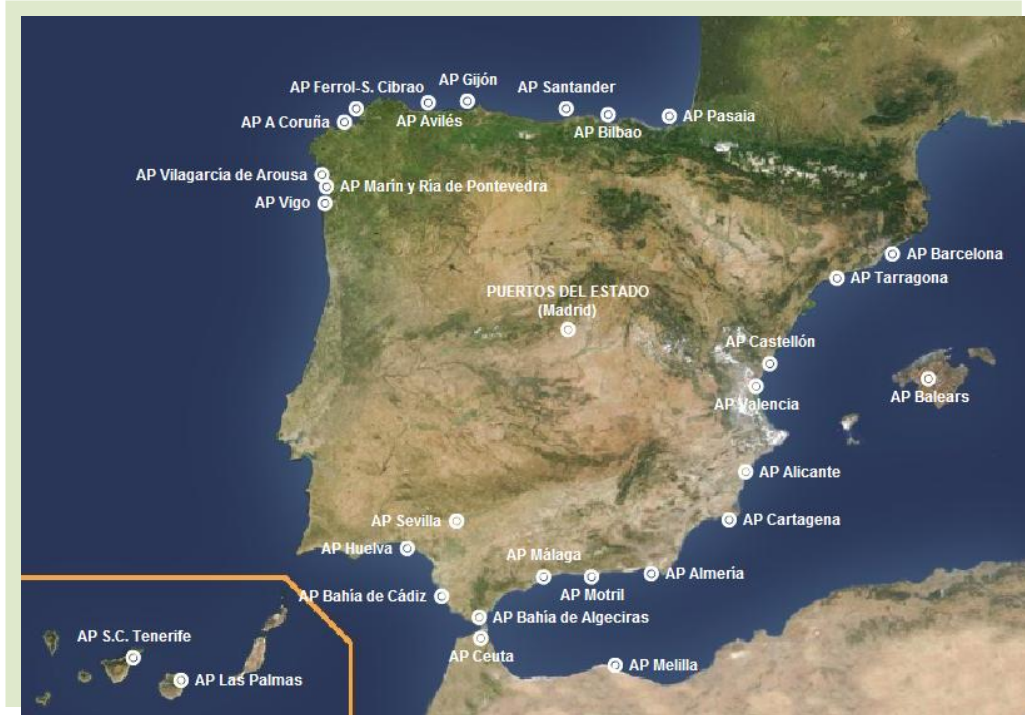 AP Gijón
AP Ferrol-S. Cibrao
AP Santander
AP A Coruña
AP Avilés
AP Bilbao
AP Pasaia
AP Vilagarcía de Arousa
AP Marín y Ría de Pontevedra
AP Vigo
AP Barcelona
AP Tarragona
PUERTOS DEL ESTADO
(Madrid)
AP Castellón
AP Valencia
AP Balears
AP Alicante
AP Sevilla
AP Cartagena
AP Huelva
AP Málaga
AP Almería
AP Motril
AP Bahía de Cádiz
AP Bahía de Algeciras
AP Ceuta
AP Melilla
AP S.C. Tenerife
AP Las Palmas